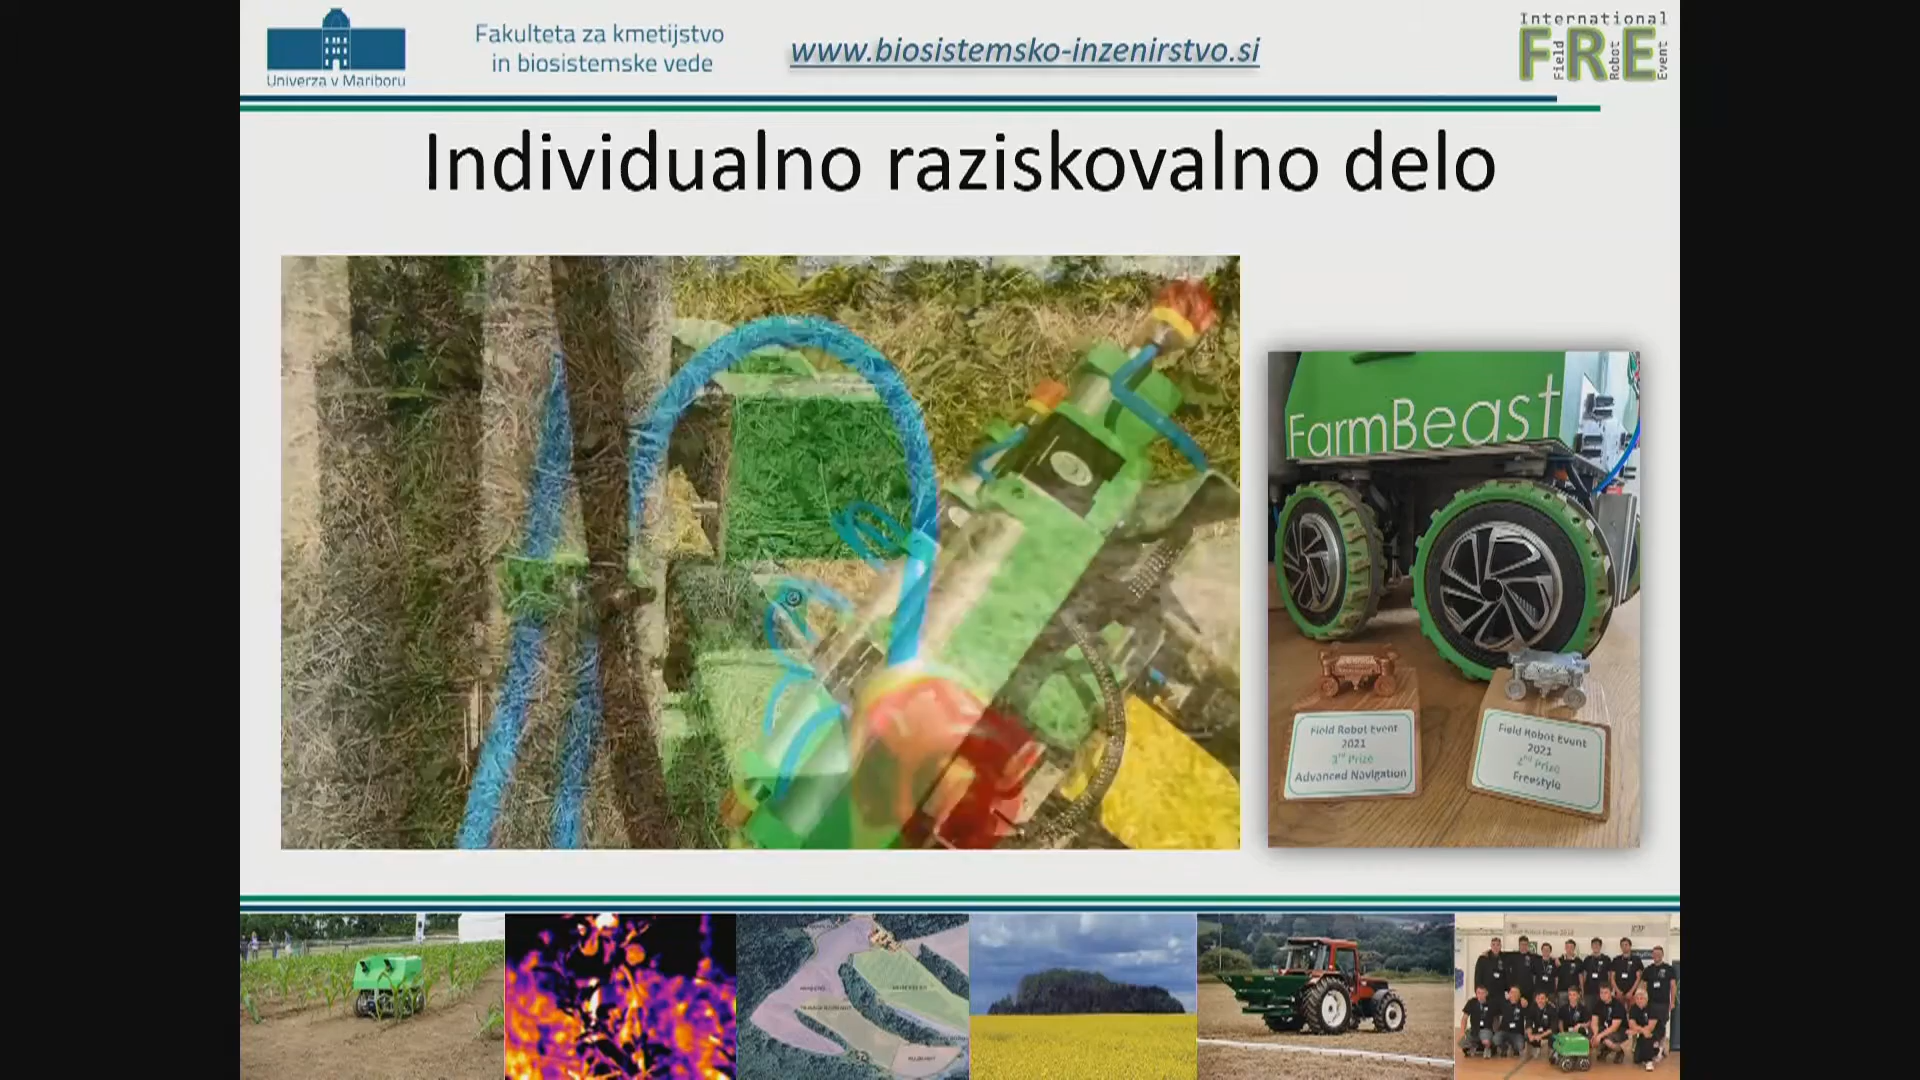 Univerza v Mariboru
Fakulteta za kmetijstvo
in biosistemske vede
www.biosistemsko-inzenirstvo.si
International
FRE
Field
Robot
Event
Individualno raziskovalno delo
FarmBeast
Field Robot Event
2021
3rd Prize
Advanced Navigation
Field Robot Event
2021
2nd Prize
Freestyle